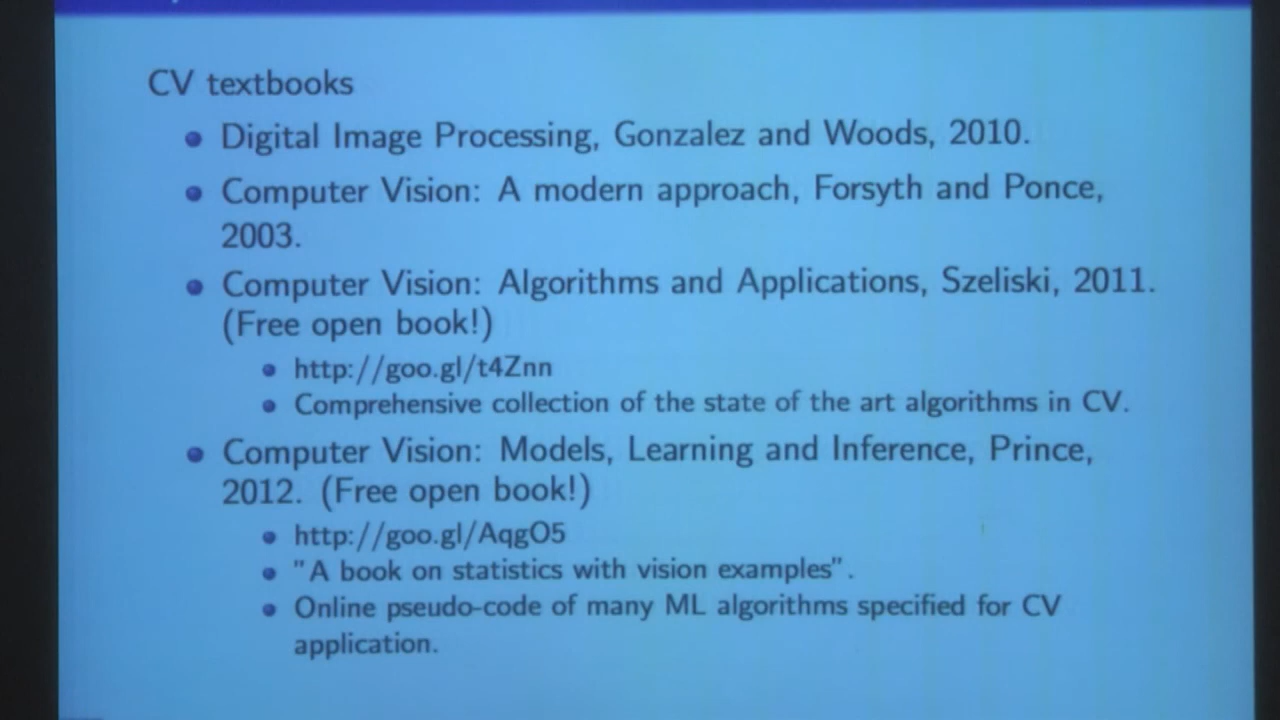 CV textbooks
Digital Image Processing, Gonzalez and Woods, 2010.
Computer Vision: A modern approach, Forsyth and Ponce,
2003.
Computer Vision: Algorithms and Applications, Szeliski, 2011.
(Free open book!)
http://goo.gl/t4Znn
Comprehensive collection of the state of the art algorithms in CV.
Computer Vision: Models, Learning and Inference, Prince,
2012. (Free open book!)
http://goo.gl/AqgO5
"A book on statistics with vision examples".
Online pseudo-code of many ML algorithms specified for CV
application.